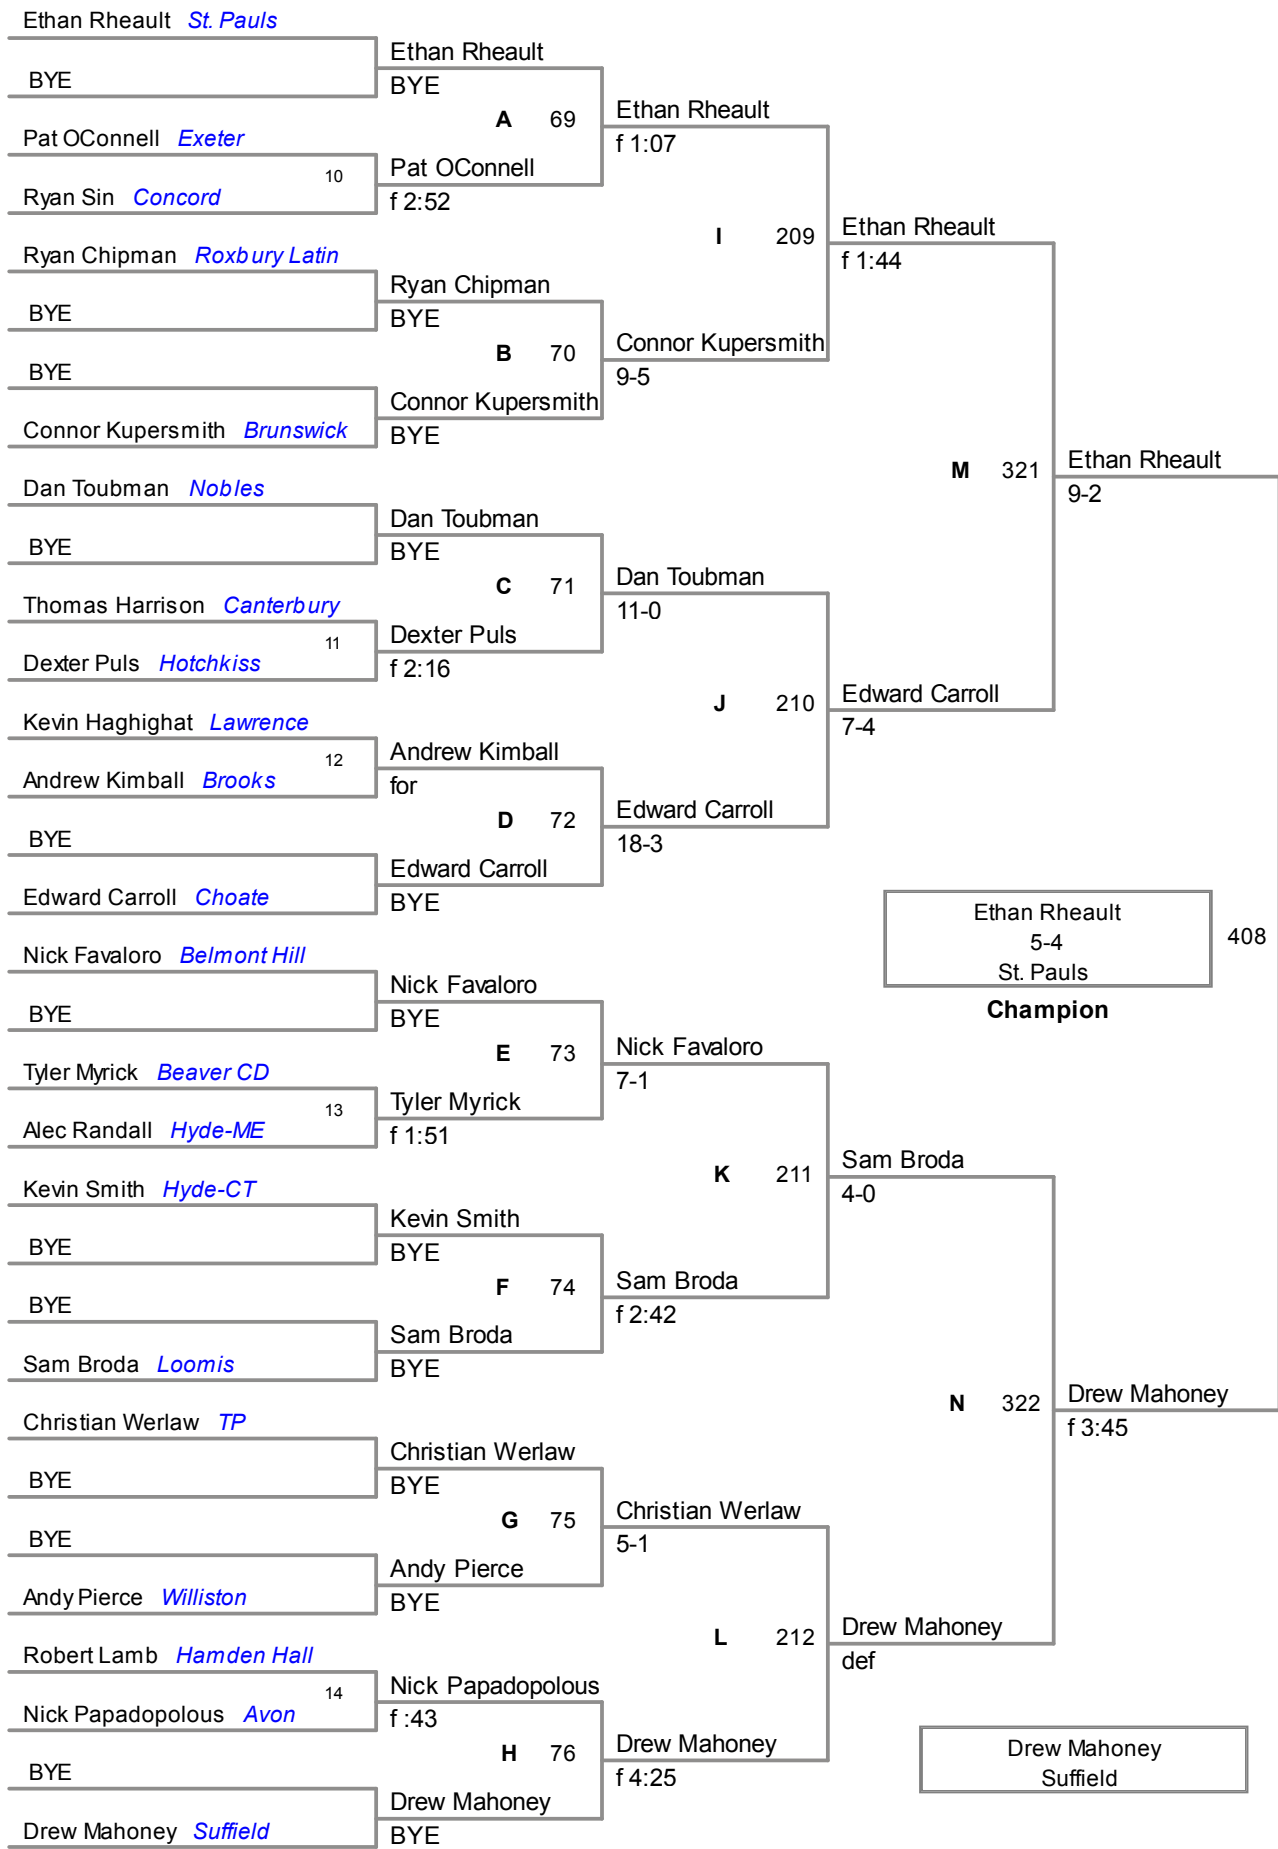 Ethan Rheault St. Pauls
Ethan Rheault
BYE
BYE
A 69
Ethan Rheault
f 1:07
Pat OConnell Exeter
10
Pat OConnell
f 2:52
Ryan Sin Concord
I 209
Ethan Rheault
f 1:44
Ryan Chipman Roxbury Latin
Ryan Chipman
BYE
BYE
B 70
Connor Kupersmith
9-5
BYE
Connor Kupersmith
BYE
Connor Kupersmith Brunswick
M 321
Ethan Rheault
9-2
Dan Toubman Nobles
Dan Toubman
BYE
BYE
C 71
Dan Toubman
11-0
Thomas Harrison Canterbury
11
Dexter Puls
f 2:16
Dexter Puls Hotchkiss
J 210
Edward Carroll
7-4
Kevin Haghighat Lawrence
12
Andrew Kimball
for
Andrew Kimball Brooks
D 72
Edward Carroll
18-3
BYE
Edward Carroll
BYE
Edward Carroll Choate
Ethan Rheault
5-4
St. Pauls
408
Champion
Nick Favaloro Belmont Hill
Nick Favaloro
BYE
BYE
E 73
Nick Favaloro
7-1
Tyler Myrick Beaver CD
13
Tyler Myrick
f 1:51
Alec Randall Hyde-ME
K 211
Sam Broda
4-0
Kevin Smith Hyde-CT
Kevin Smith
BYE
BYE
F 74
Sam Broda
f 2:42
BYE
Sam Broda
BYE
Sam Broda Loomis
N 322
Drew Mahoney
f 3:45
Christian Werlaw TP
Christian Werlaw
BYE
BYE
G 75
Christian Werlaw
5-1
BYE
Andy Pierce
BYE
Andy Pierce Williston
L 212
Drew Mahoney
def
Robert Lamb Hamden Hall
14
Nick Papadopolous
f :43
Nick Papadopolous Avon
H 76
Drew Mahoney
f 4:25
BYE
Drew Mahoney
BYE
Drew Mahoney Suffield
Drew Mahoney
Suffield